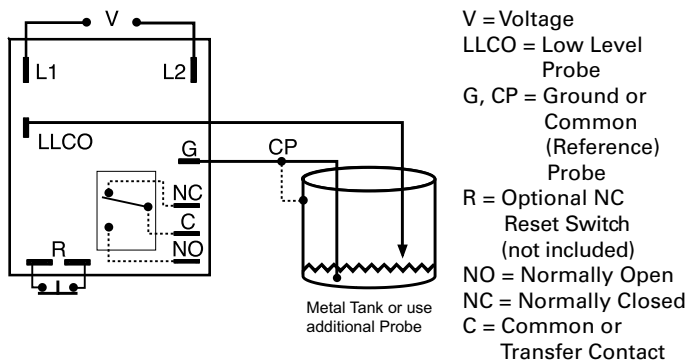 V
L1
L2
LLCO
G
CP
NC
C
NO
R
Metal Tank or use
additional Probe
V = Voltage
LLCO = Low Level
Probe
G, CP = Ground or
Common
(Reference)
Probe
R = Optional NC
Reset Switch
(not included)
NO = Normally Open
NC = Normally Closed
C = Common or
Transfer Contact